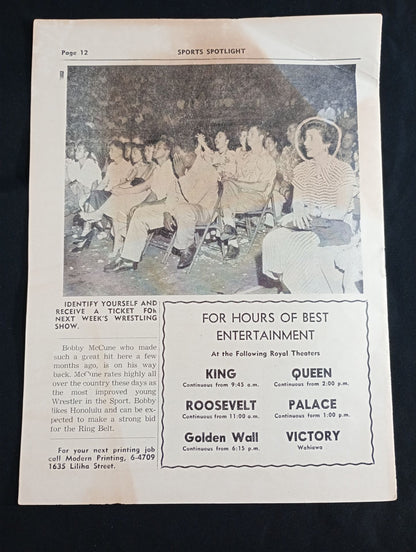 Page 12
SPORTS SPOTLIGHT
IDENTIFY YOURSELF AND
RECEIVE A TICKET FOR
NEXT WEEK'S WRESTLING
SHOW.
Bobby McCune who made
such a great hit here a few
months ago, is on his way
back. McCune rates highly all
over the country these days as
the most improved young
Wrestler in the Sport. Bobby
likes Honolulu and can be ex-
pected to make a strong bid
for the Ring Belt.
For your next printing job
call Modern Printing, 6-4709
1635 Liliha Street.
FOR HOURS OF BEST
ENTERTAINMENT
At the Following Royal Theaters
KING
Continuous from 9:45 a.m.
QUEEN
Continuous from 2:00 p.m.
ROOSEVELT
Continuous from 11:00 a.m.
PALACE
Continuous form 1:00 p.m.
Golden Wall
Continuous from 6:15 p.m.
VICTORY
Wahiawa